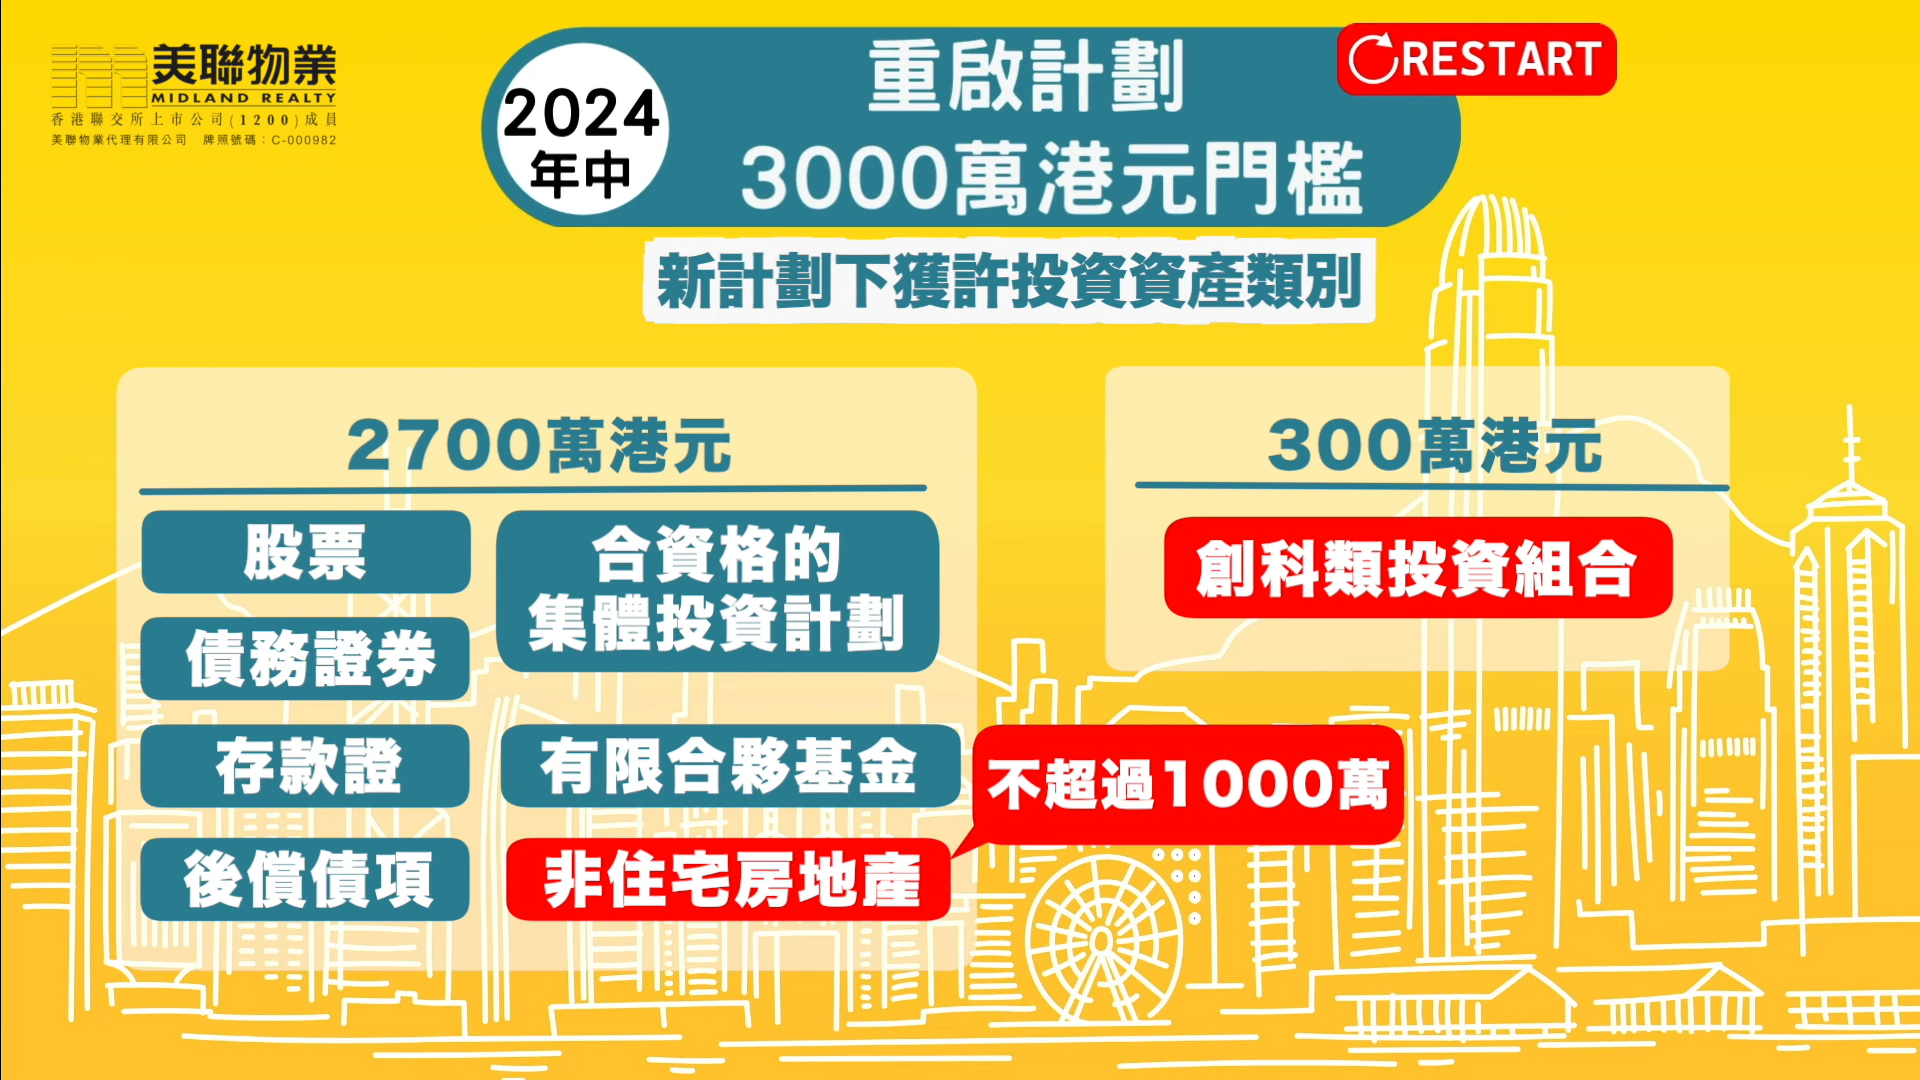 美聯物業
MIDLAND REALTY
香港聯交所上市公司(1200)成員
美聯物業代理有限公司 牌照號碼：C-000982
2024
年中
重啟計劃
3000萬港元門檻
RESTART
新計劃下獲許投資資產類別
2700萬港元
股票
債務證券
存款證
後償債項
合資格的
集體投資計劃
有限合夥基金
非住宅房地產
不超過1000萬
300萬港元
創科類投資組合